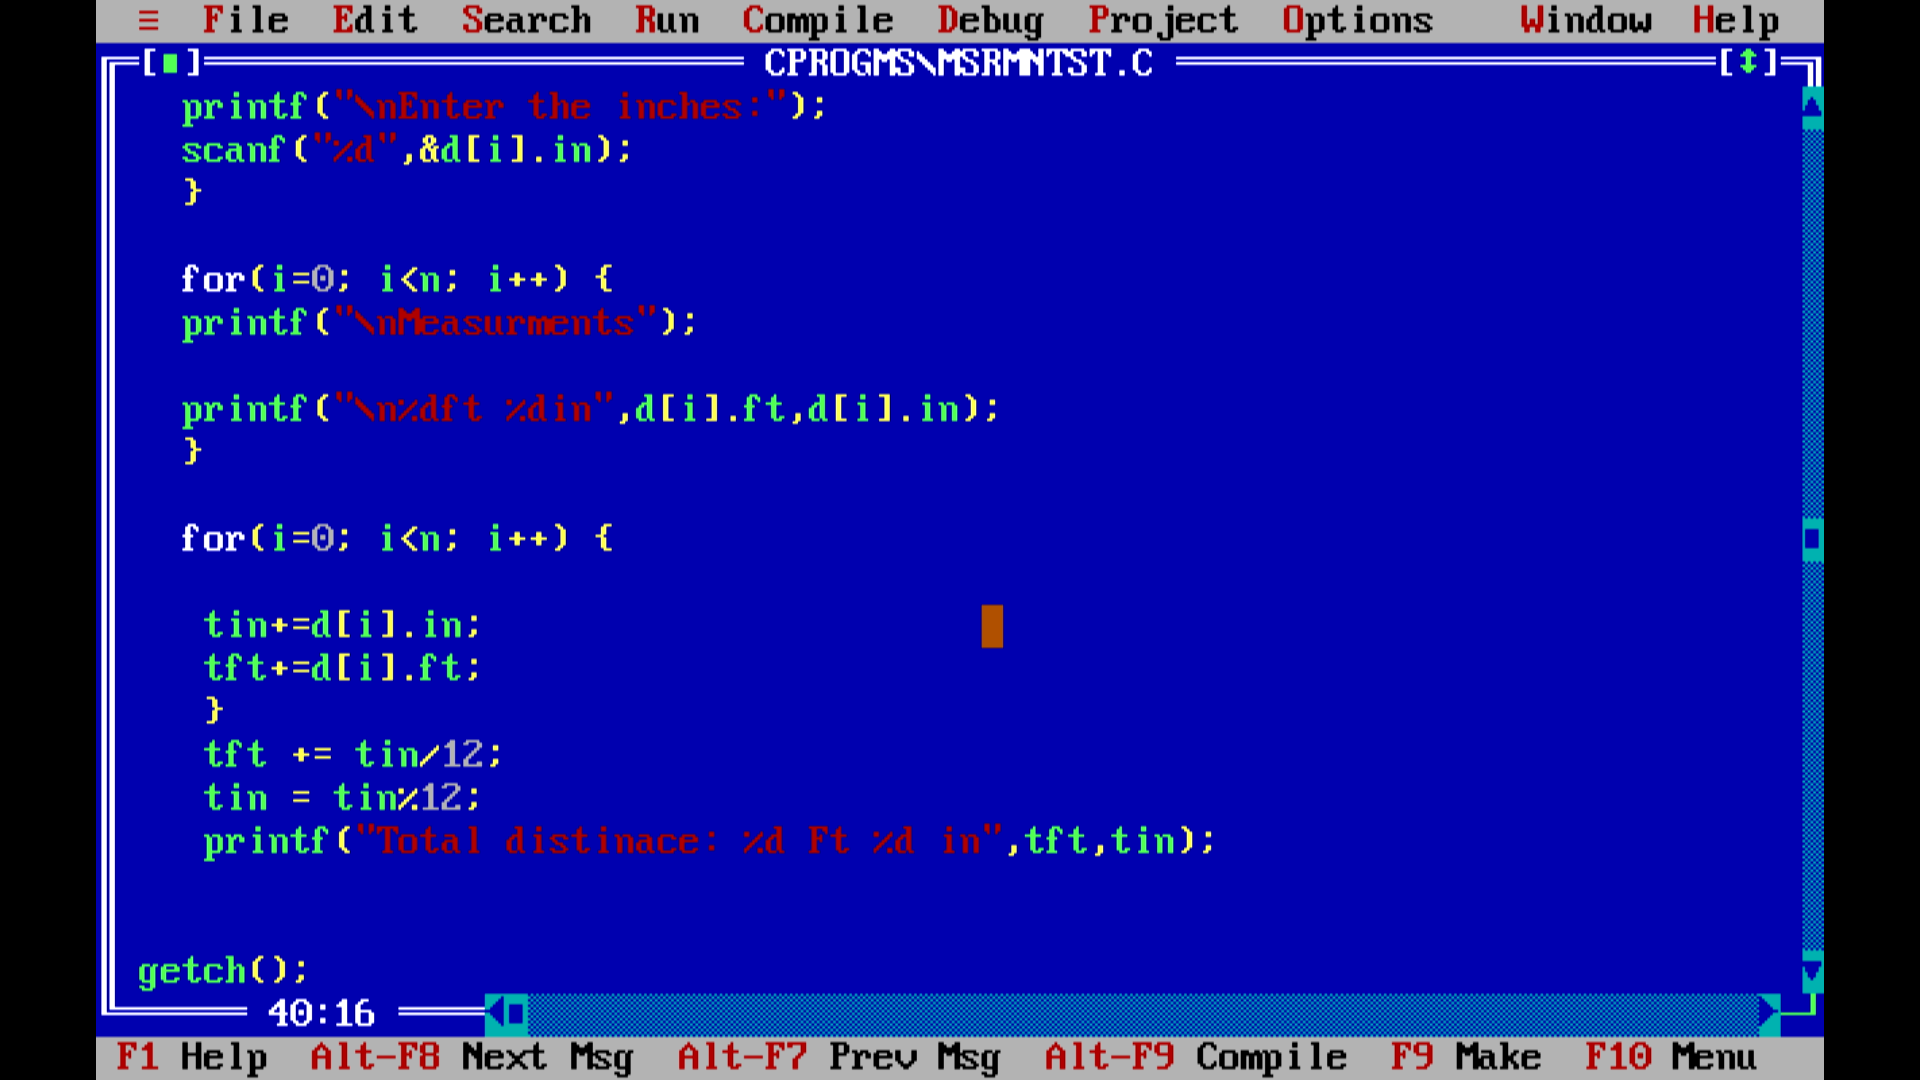 ≡ File Edit Search Run Compile Debug Project Options Window Help
[■] CPROGMS\MSRMNTST.C [↕]
printf("\nEnter the inches:");
scanf("%d",&d[i].in);
}
for(i=0; i<n; i++) {
printf("\nMeasurments");
printf("\n%dft %din",d[i].ft,d[i].in);
}
for(i=0; i<n; i++) {
tin+=d[i].in;
tft+=d[i].ft;
}
tft += tin/12;
tin = tin%12;
printf("Total distinace: %d Ft %d in",tft,tin);
getch();
40:16
F1 Help Alt-F8 Next Msg Alt-F7 Prev Msg Alt-F9 Compile F9 Make F10 Menu